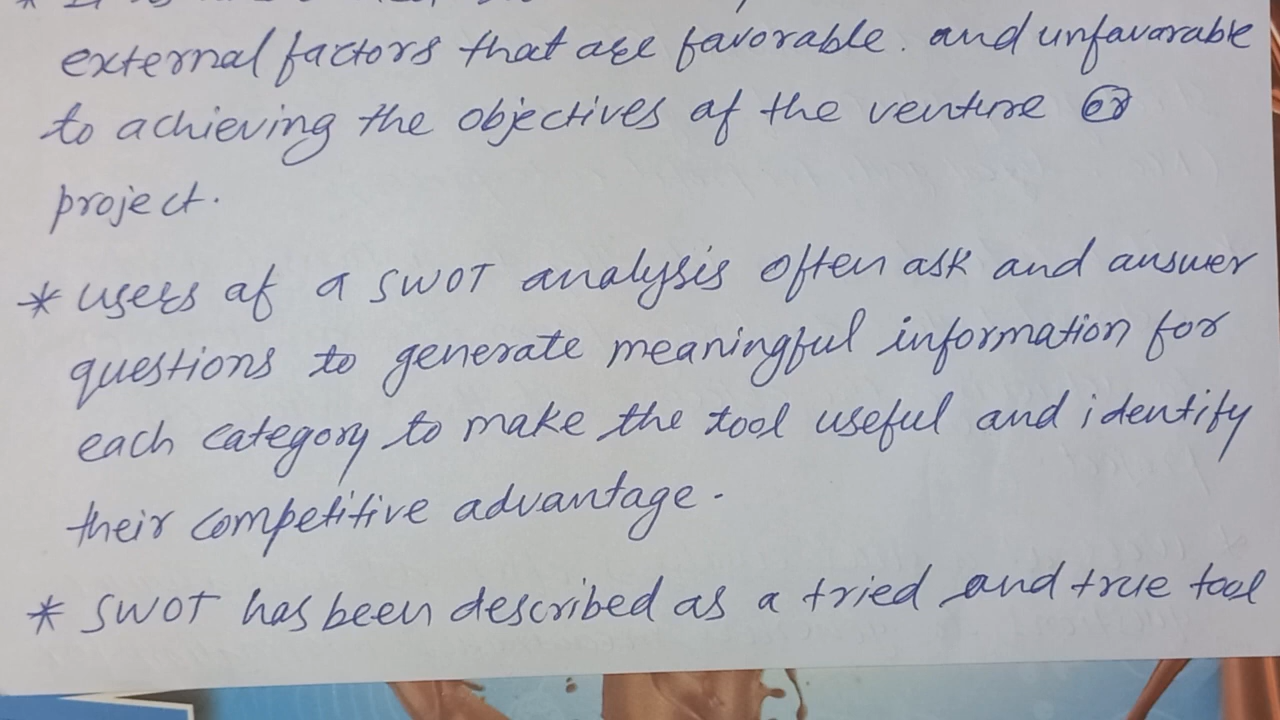 external factors that are favorable. and unfavarable
to achieving the objectives of the venture or
project.
* users of a SWOT analysis often ask and answer
questions to generate meaningful information for
each category to make the tool useful and identify
their competitive advantage.
* SWOT has been described as a tried and true tool